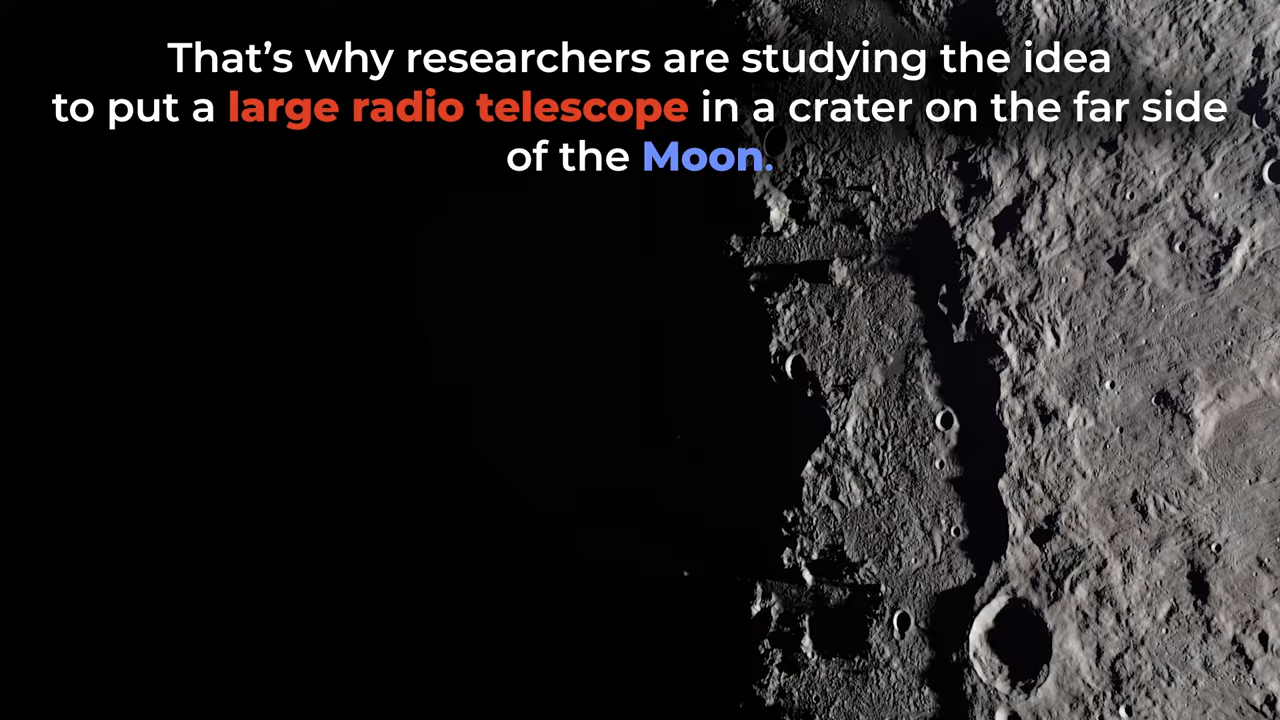 That’s why researchers are studying the idea
to put a large radio telescope in a crater on the far side
of the Moon.